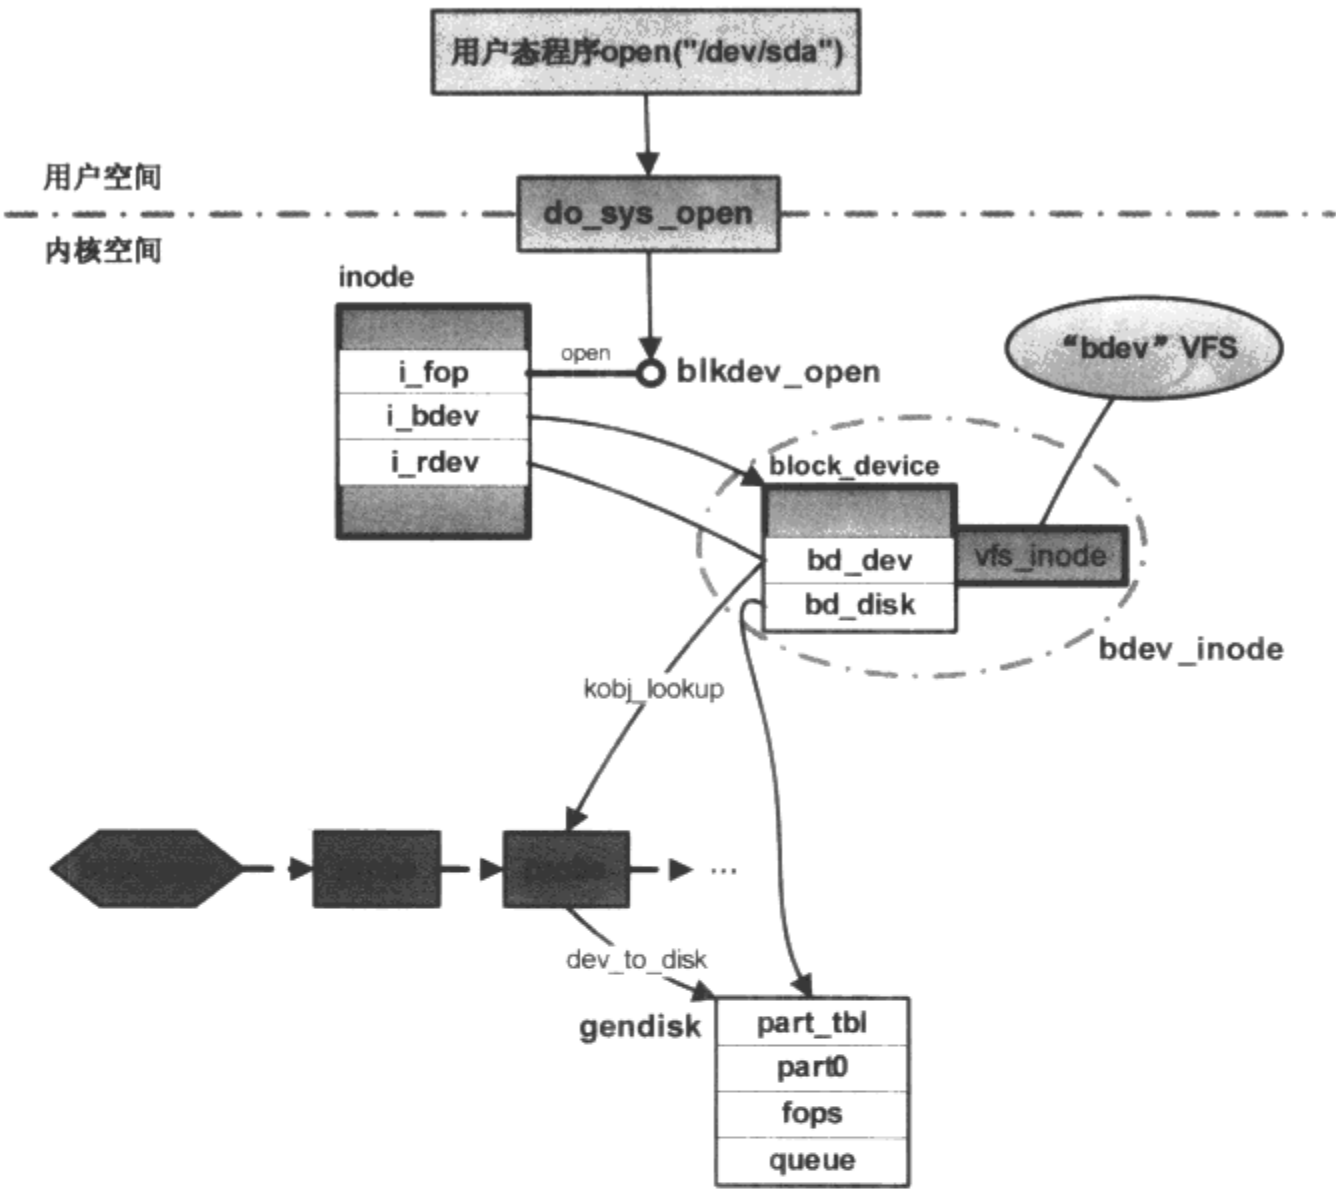 用户态程序open("/dev/sda")
用户空间
do_sys_open
内核空间
inode
open
i_fop
blkdev_open
"bdev" VFS
i_bdev
i_rdev
block_device
bd_dev
vfs_inode
bd_disk
bdev_inode
kobj_lookup
...
dev_to_disk
gendisk
part_tbl
part0
fops
queue